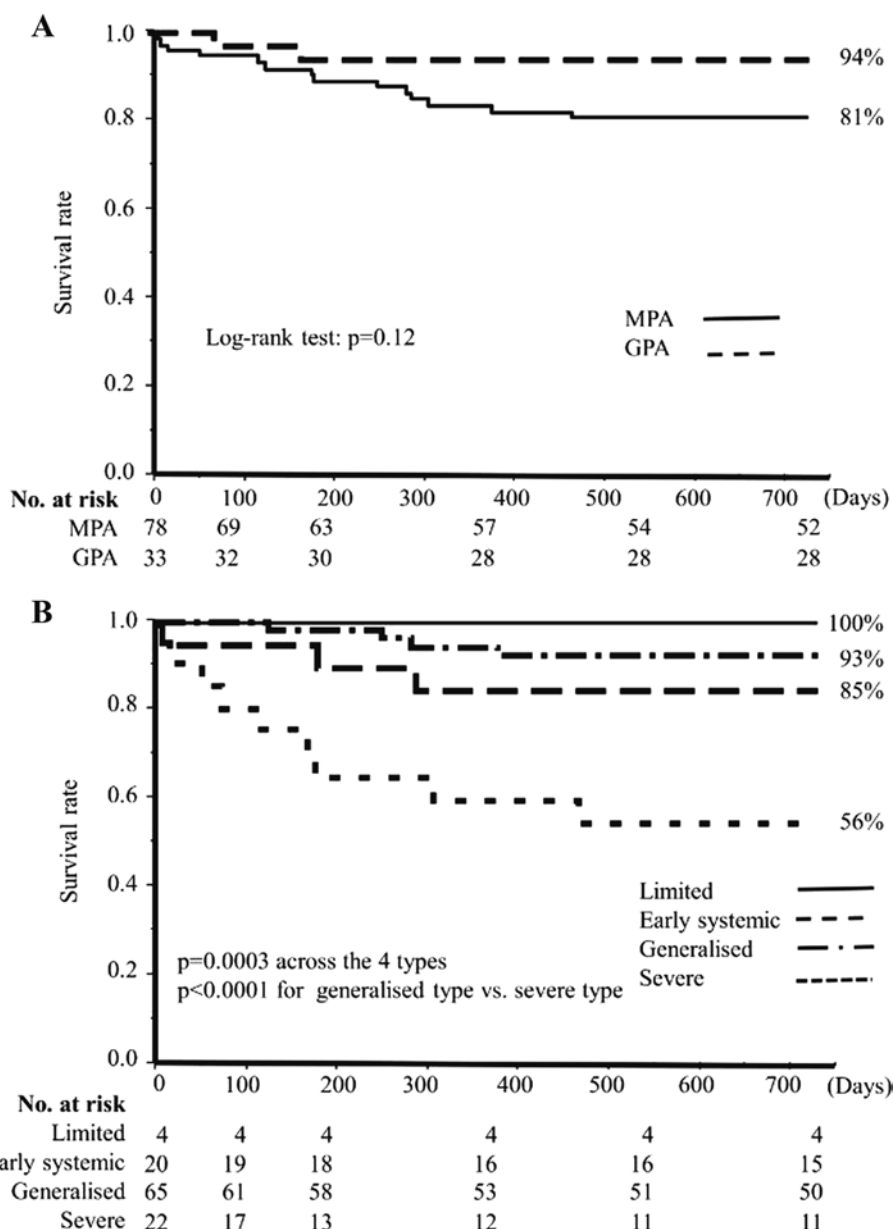 A
1.0
0.8
0.6
0.4
0.2
0.0
Survival rate
94%
81%
Log-rank test: p=0.12
MPA
GPA
0 100 200 300 400 500 600 700 (Days)
No. at risk
MPA 78 69 63 57 54 52
GPA 33 32 30 28 28 28
B
1.0
0.8
0.6
0.4
0.2
0.0
Survival rate
100%
93%
85%
56%
Limited
Early systemic
Generalised
Severe
p=0.0003 across the 4 types
p<0.0001 for generalised type vs. severe type
0 100 200 300 400 500 600 700 (Days)
No. at risk
Limited 4 4 4 4 4 4
arly systemic 20 19 18 16 16 15
Generalised 65 61 58 53 51 50
Severe 22 17 13 12 11 11